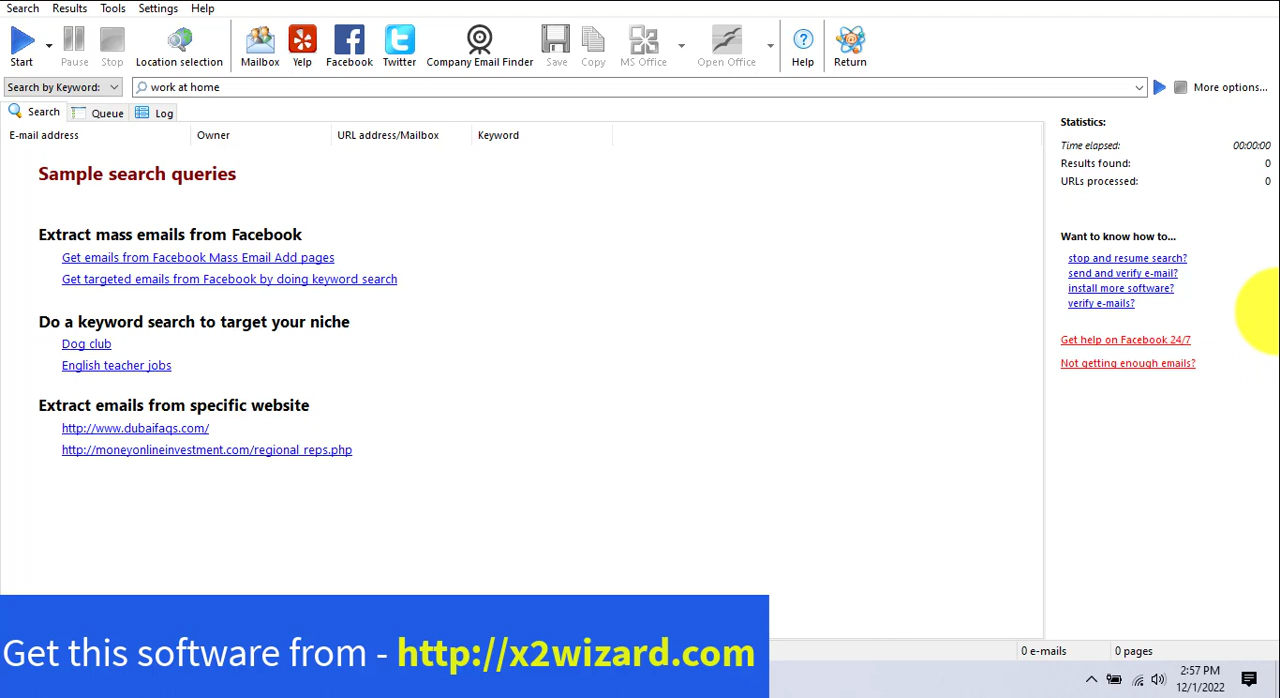 Search Results Tools Settings Help
Start Pause Stop Location selection Mailbox Yelp Facebook Twitter Company Email Finder Save Copy MS Office Open Office Help Return
Search by Keyword: work at home More options...
Search Queue Log
E-mail address Owner URL address/Mailbox Keyword
Sample search queries
Extract mass emails from Facebook
Get emails from Facebook Mass Email Add pages
Get targeted emails from Facebook by doing keyword search
Do a keyword search to target your niche
Dog club
English teacher jobs
Extract emails from specific website
http://www.dubaifaqs.com/
http://moneyonlineinvestment.com/regional_reps.php
Statistics:
Time elapsed: 00:00:00
Results found: 0
URLs processed: 0
Want to know how to...
stop and resume search?
send and verify e-mail?
install more software?
verify e-mails?
Get help on Facebook 24/7
Not getting enough emails?
Get this software from - http://x2wizard.com
0 e-mails 0 pages
2:57 PM
12/1/2022